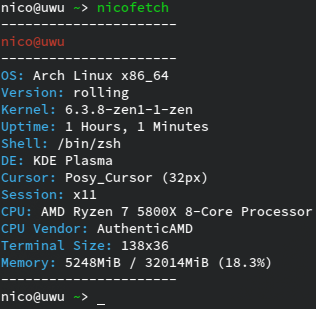 nico@uwu ~> nicofetch
----------------------
nico@uwu
----------------------
OS: Arch Linux x86_64
Version: rolling
Kernel: 6.3.8-zen1-1-zen
Uptime: 1 Hours, 1 Minutes
Shell: /bin/zsh
DE: KDE Plasma
Cursor: Posy_Cursor (32px)
Session: x11
CPU: AMD Ryzen 7 5800X 8-Core Processor
CPU Vendor: AuthenticAMD
Terminal Size: 138x36
Memory: 5248MiB / 32014MiB (18.3%)
----------------------
nico@uwu ~> _